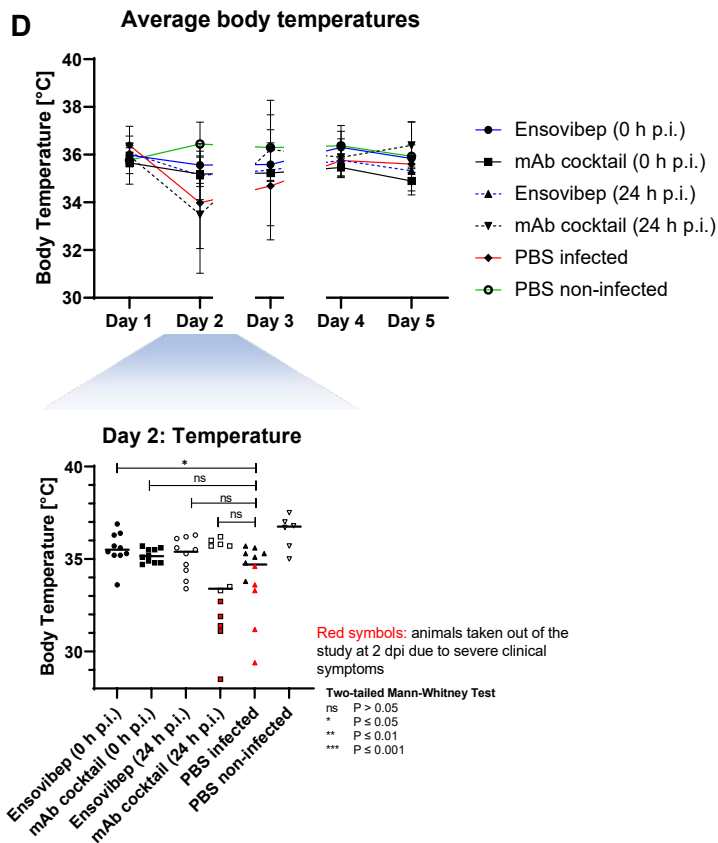 D
Average body temperatures
Body Temperature [°C]
40
38
36
34
32
30
Day 1 Day 2 Day 3 Day 4 Day 5
Ensovibep (0 h p.i.)
mAb cocktail (0 h p.i.)
Ensovibep (24 h p.i.)
mAb cocktail (24 h p.i.)
PBS infected
PBS non-infected
Day 2: Temperature
Body Temperature [°C]
40
35
30
*
ns
ns
ns
Ensovibep (0 h p.i.)
mAb cocktail (0 h p.i.)
Ensovibep (24 h p.i.)
mAb cocktail (24 h p.i.)
PBS infected
PBS non-infected
Red symbols: animals taken out of the
study at 2 dpi due to severe clinical
symptoms
Two-tailed Mann-Whitney Test
ns P > 0.05
* P ≤ 0.05
** P ≤ 0.01
*** P ≤ 0.001